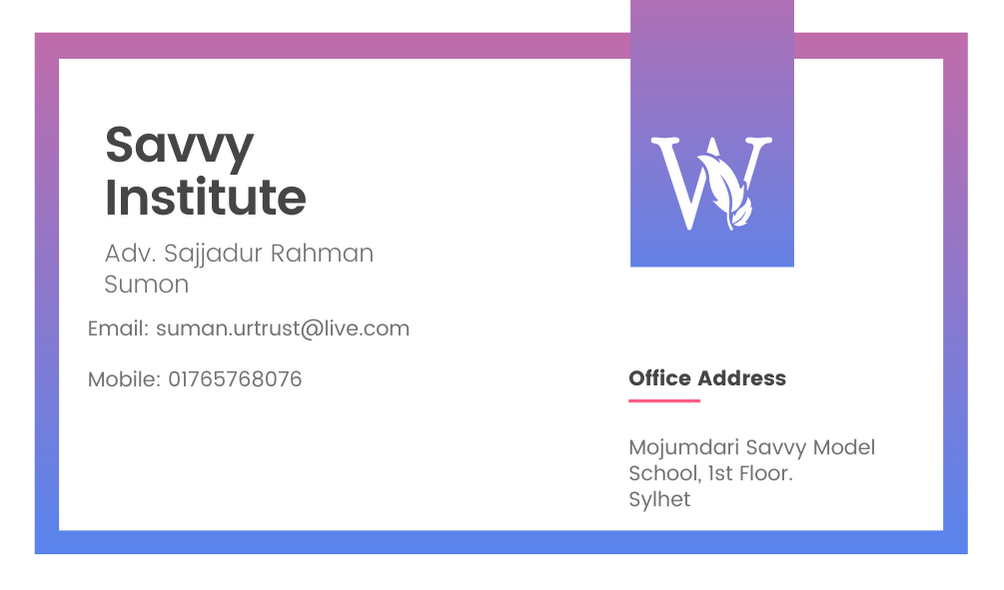 Savvy
Institute
Adv. Sajjadur Rahman
Sumon
Email: suman.urtrust@live.com
Mobile: 01765768076
W
Office Address
Mojumdari Savvy Model
School, 1st Floor.
Sylhet